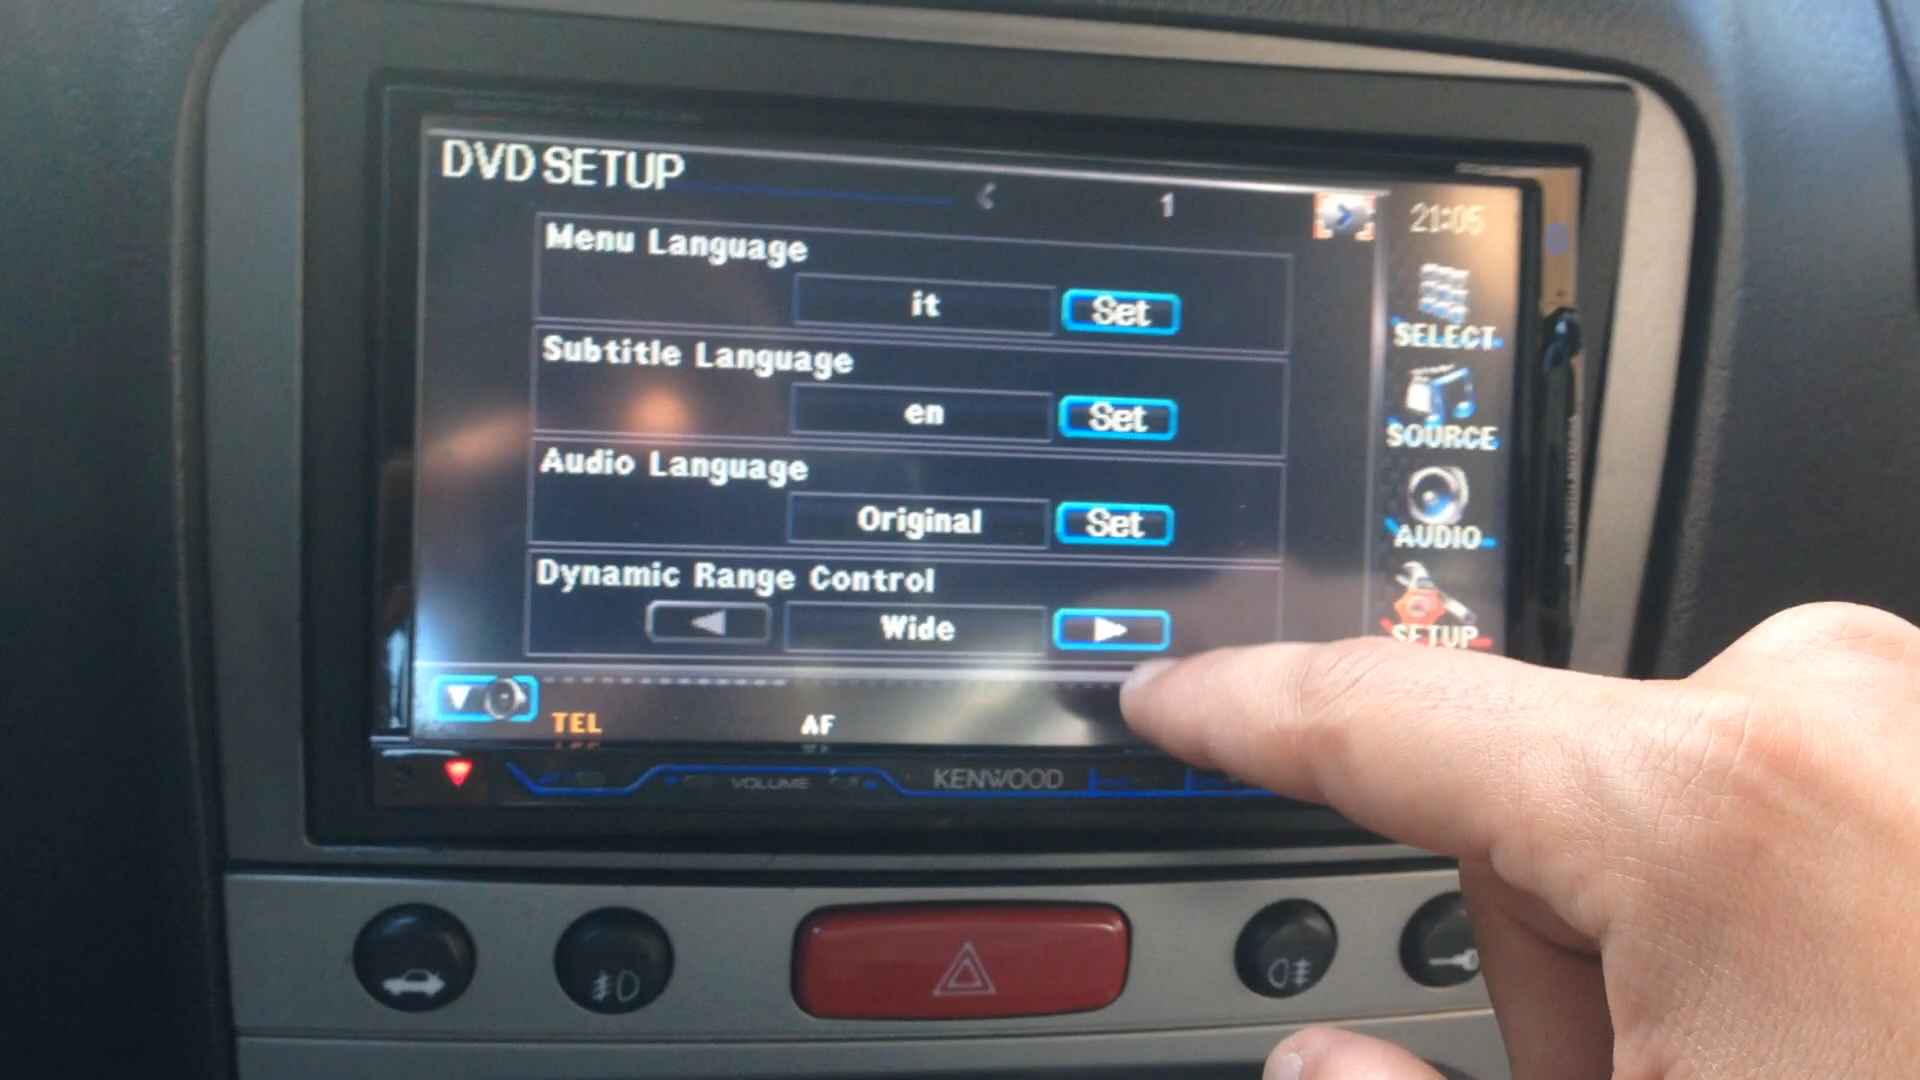 DVD SETUP
1
21:05
Menu Language
it
Set
SELECT
Subtitle Language
en
Set
SOURCE
Audio Language
Original
Set
AUDIO
Dynamic Range Control
Wide
SETUP
TEL
AF
VOLUME
KENWOOD